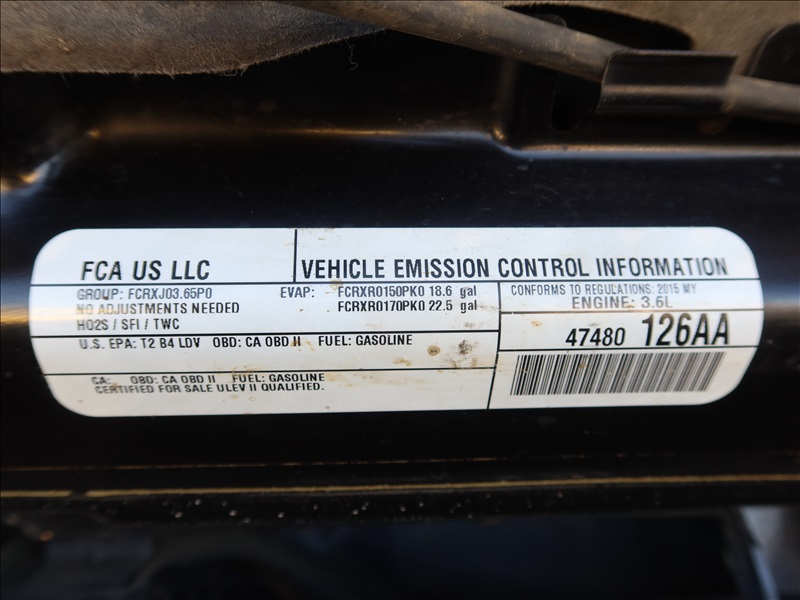 FCA US LLC
VEHICLE EMISSION CONTROL INFORMATION
GROUP: FCRXJ03.65P0
NO ADJUSTMENTS NEEDED
HO2S / SFI / TWC
EVAP: FCRXR0150PK0 18.6 gal
FCRXR0170PK0 22.5 gal
CONFORMS TO REGULATIONS: 2015 MY
ENGINE: 3.6L
U.S. EPA: T2 B4 LDV OBD: CA OBD II FUEL: GASOLINE
47480 126AA
CA: OBD: CA OBD II FUEL: GASOLINE
CERTIFIED FOR SALE ULEV II QUALIFIED.